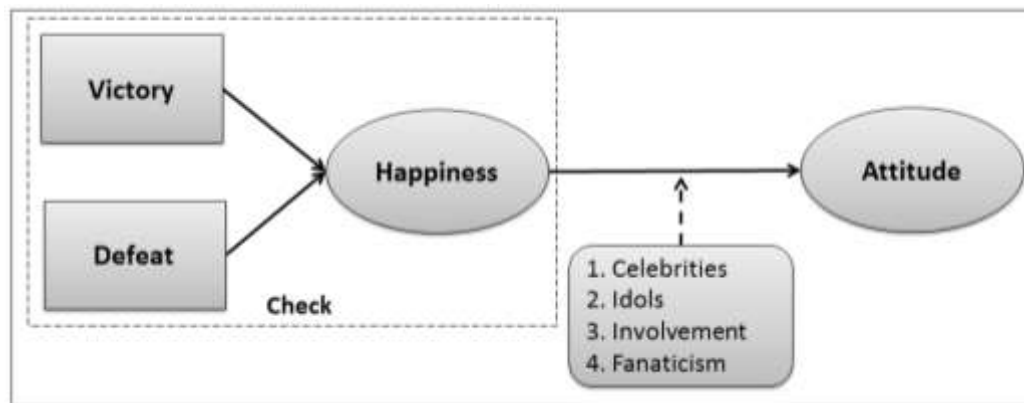 Victory
Happiness
Attitude
Defeat
Check
1. Celebrities
2. Idols
3. Involvement
4. Fanaticism